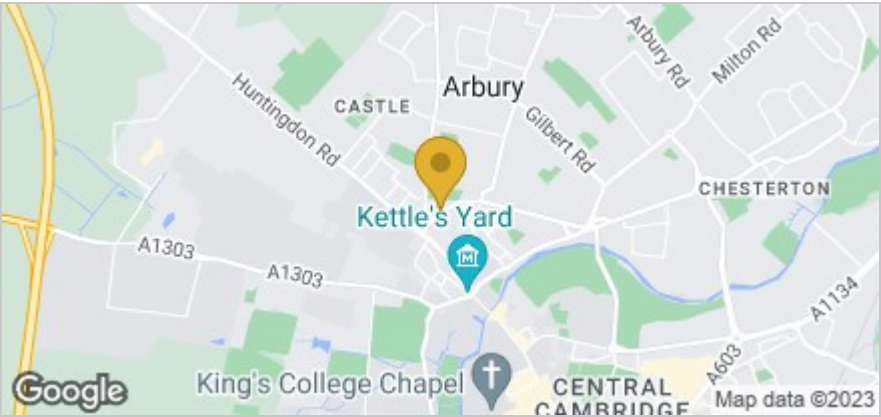 Arbury Rd
Milton Rd
Huntingdon Rd
CASTLE
Arbury
Gilbert Rd
CHESTERTON
Kettle's Yard
M
A1303
A1303
A1134
A603
King's College Chapel
CENTRAL
CAMBRIDGE
Google
Map data ©2023